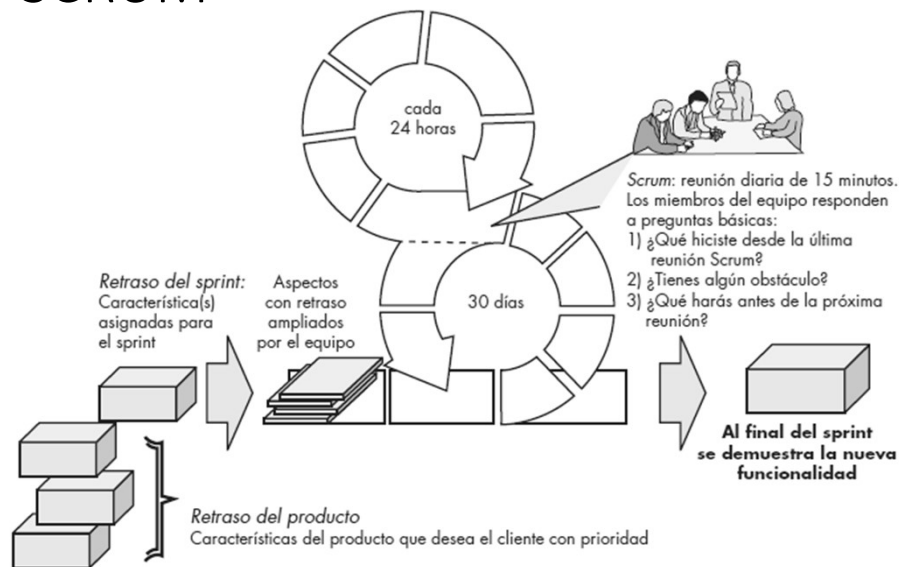 SCRUM
cada
24 horas
Scrum: reunión diaria de 15 minutos.
Los miembros del equipo responden
a preguntas básicas:
1) ¿Qué hiciste desde la última
reunión Scrum?
2) ¿Tienes algún obstáculo?
3) ¿Qué harás antes de la próxima
reunión?
Retraso del sprint:
Característica(s)
asignadas para
el sprint
Aspectos
con retraso
ampliados
por el equipo
30 días
Al final del sprint
se demuestra la nueva
funcionalidad
Retraso del producto
Características del producto que desea el cliente con prioridad